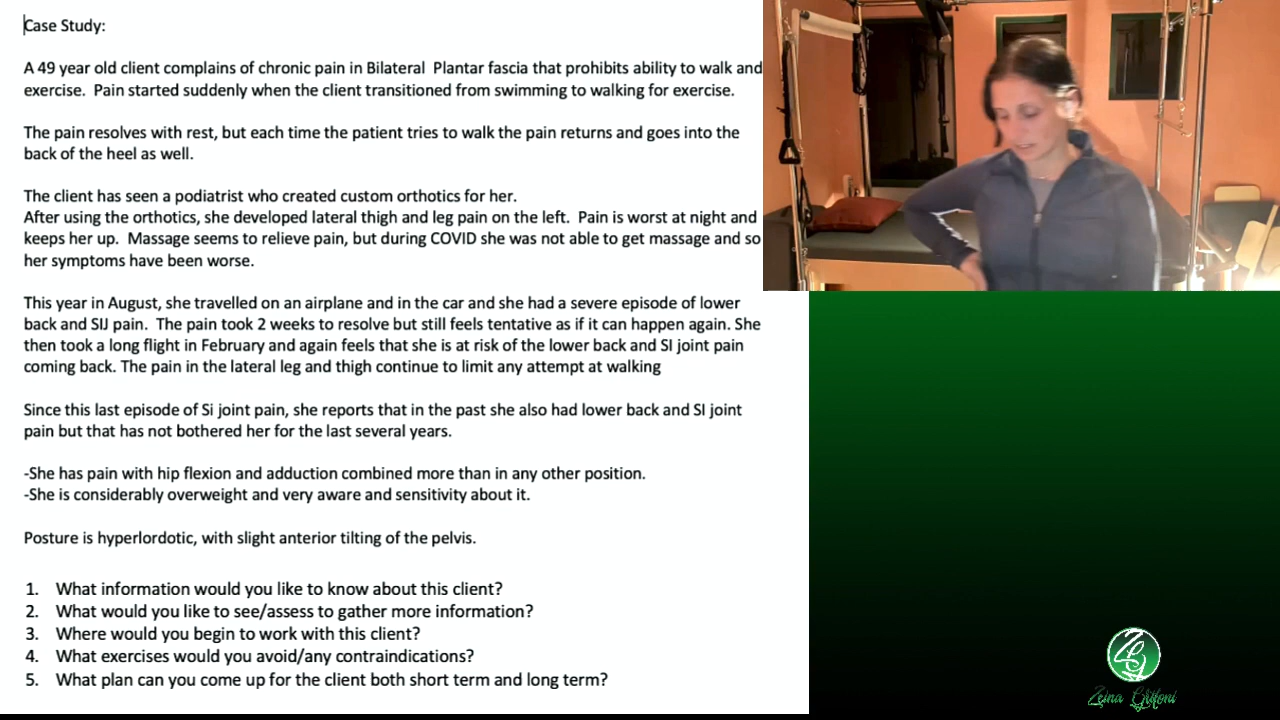 Case Study:
A 49 year old client complains of chronic pain in Bilateral Plantar fascia that prohibits ability to walk and
exercise. Pain started suddenly when the client transitioned from swimming to walking for exercise.
The pain resolves with rest, but each time the patient tries to walk the pain returns and goes into the
back of the heel as well.
The client has seen a podiatrist who created custom orthotics for her.
After using the orthotics, she developed lateral thigh and leg pain on the left. Pain is worst at night and
keeps her up. Massage seems to relieve pain, but during COVID she was not able to get massage and so
her symptoms have been worse.
This year in August, she travelled on an airplane and in the car and she had a severe episode of lower
back and SIJ pain. The pain took 2 weeks to resolve but still feels tentative as if it can happen again. She
then took a long flight in February and again feels that she is at risk of the lower back and SI joint pain
coming back. The pain in the lateral leg and thigh continue to limit any attempt at walking
Since this last episode of Si joint pain, she reports that in the past she also had lower back and SI joint
pain but that has not bothered her for the last several years.
-She has pain with hip flexion and adduction combined more than in any other position.
-She is considerably overweight and very aware and sensitivity about it.
Posture is hyperlordotic, with slight anterior tilting of the pelvis.
1. What information would you like to know about this client?
2. What would you like to see/assess to gather more information?
3. Where would you begin to work with this client?
4. What exercises would you avoid/any contraindications?
5. What plan can you come up for the client both short term and long term?
ZG
Zeina Grifoni